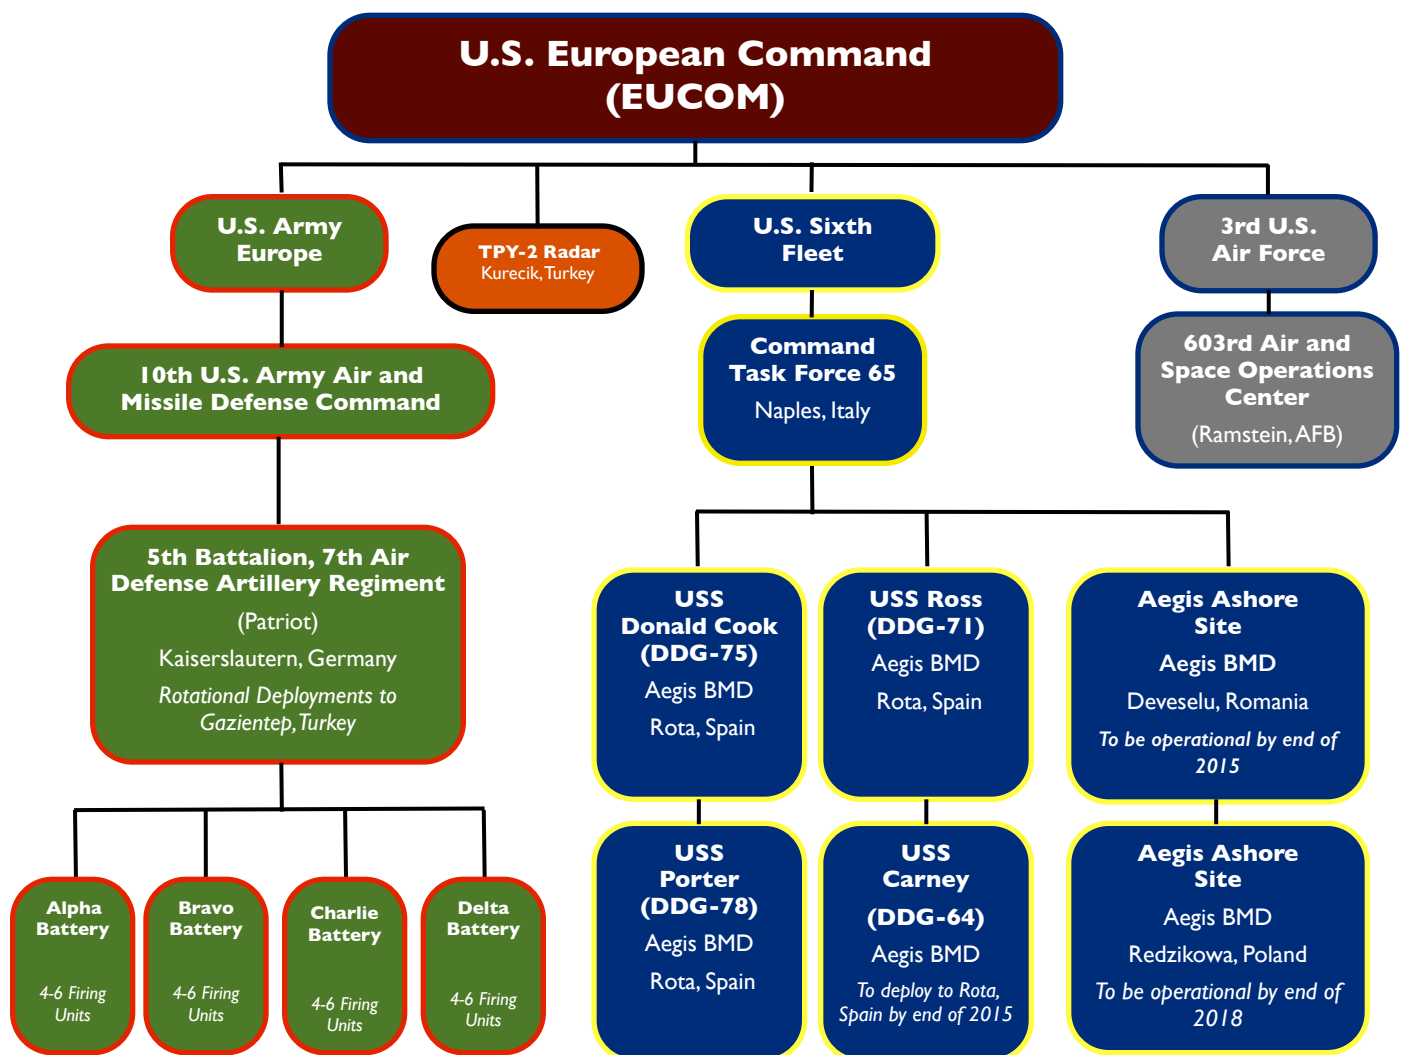 U.S. European Command
(EUCOM)
U.S. Army
Europe
TPY-2 Radar
Kurecik, Turkey
U.S. Sixth
Fleet
3rd U.S.
Air Force
10th U.S. Army Air and
Missile Defense Command
Command
Task Force 65
Naples, Italy
603rd Air and
Space Operations
Center
(Ramstein, AFB)
5th Battalion, 7th Air
Defense Artillery Regiment
(Patriot)
Kaiserslautern, Germany
Rotational Deployments to
Gazientep, Turkey
USS
Donald Cook
(DDG-75)
Aegis BMD
Rota, Spain
USS Ross
(DDG-71)
Aegis BMD
Rota, Spain
Aegis Ashore
Site
Aegis BMD
Deveselu, Romania
To be operational by end of
2015
Alpha
Battery
4-6 Firing
Units
Bravo
Battery
4-6 Firing
Units
Charlie
Battery
4-6 Firing
Units
Delta
Battery
4-6 Firing
Units
USS
Porter
(DDG-78)
Aegis BMD
Rota, Spain
USS
Carney
(DDG-64)
Aegis BMD
To deploy to Rota,
Spain by end of 2015
Aegis Ashore
Site
Aegis BMD
Redzikowa, Poland
To be operational by end of
2018